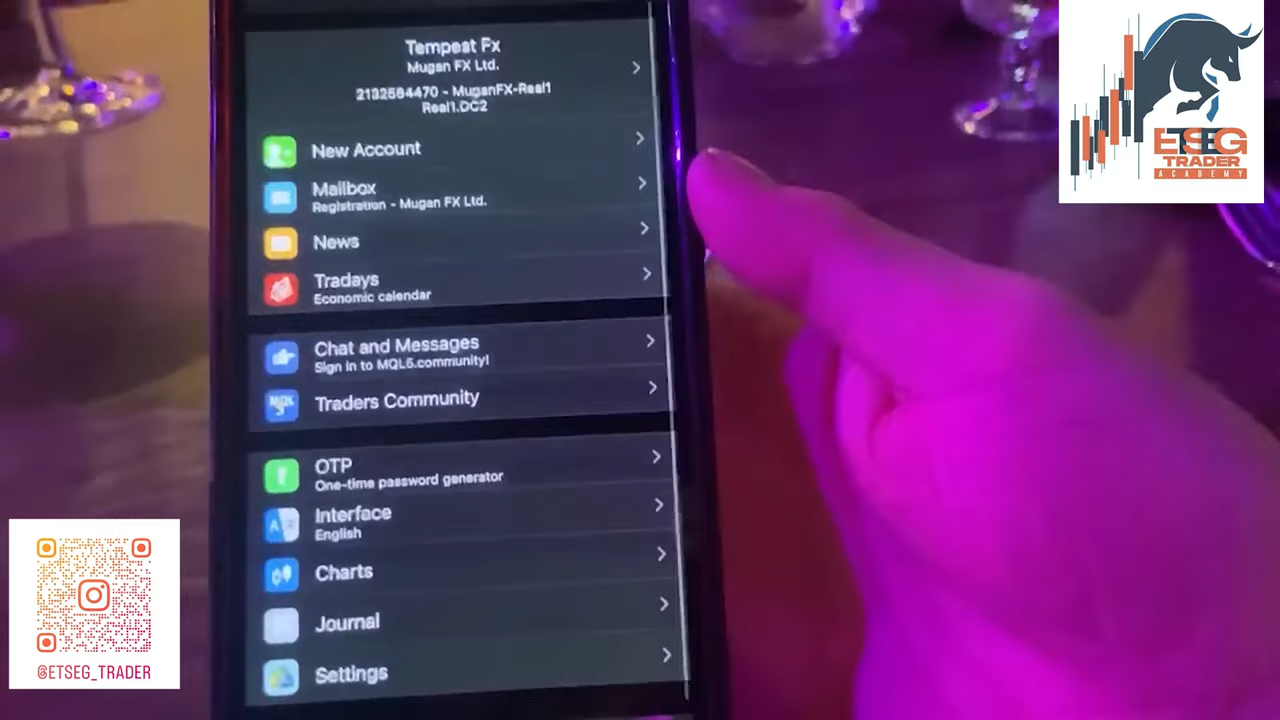 Tempest Fx
Mugan FX Ltd.
2132584470 - MuganFX-Real1
Real1.DC2
New Account
Mailbox
Registration - Mugan FX Ltd.
News
Tradays
Economic calendar
Chat and Messages
Sign in to MQL5.community!
Traders Community
OTP
One-time password generator
Interface
English
Charts
Journal
Settings
ETSEG
TRADER
ACADEMY
@ETSEG_TRADER